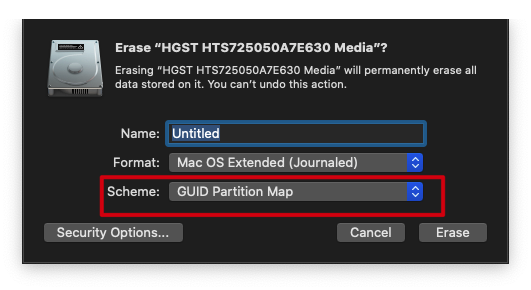 Erase “HGST HTS725050A7E630 Media”?
Erasing “HGST HTS725050A7E630 Media” will permanently erase all
data stored on it. You can’t undo this action.
Name: Untitled
Format: Mac OS Extended (Journaled)
Scheme: GUID Partition Map
Security Options... Cancel Erase